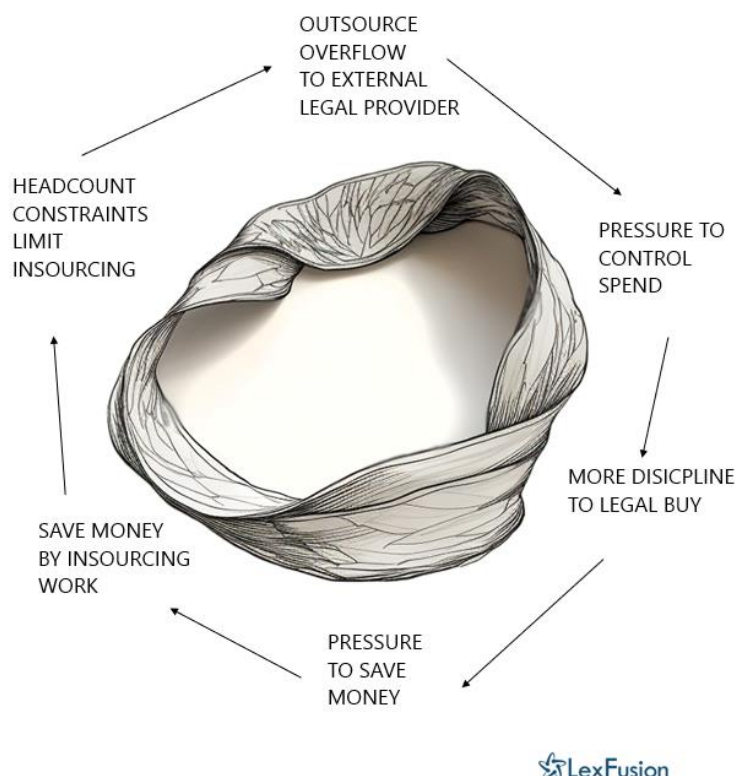 OUTSOURCE
OVERFLOW
TO EXTERNAL
LEGAL PROVIDER
PRESSURE TO
CONTROL
SPEND
MORE DISICPLINE
TO LEGAL BUY
PRESSURE
TO SAVE
MONEY
SAVE MONEY
BY INSOURCING
WORK
HEADCOUNT
CONSTRAINTS
LIMIT
INSOURCING
LexFusion